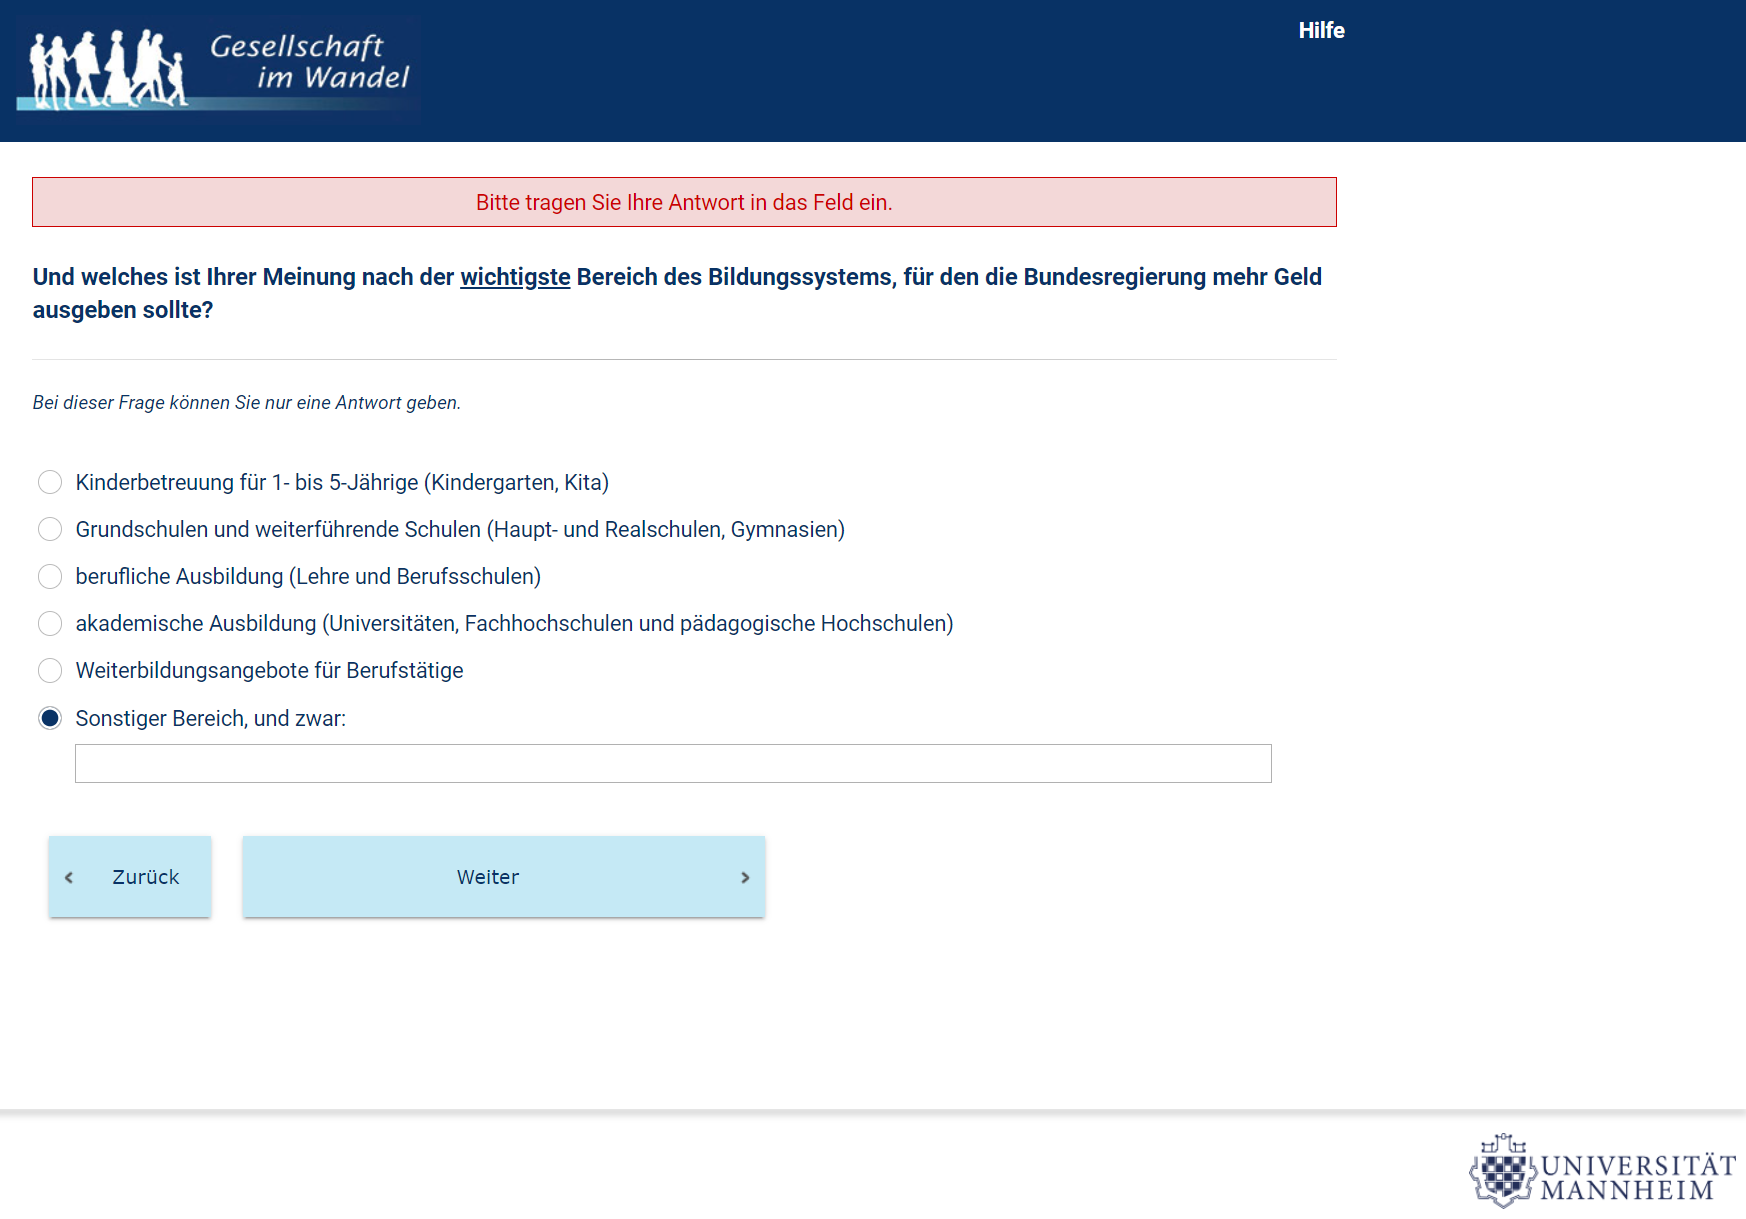 Gesellschaft
im Wandel
Hilfe
Bitte tragen Sie Ihre Antwort in das Feld ein.
Und welches ist Ihrer Meinung nach der wichtigste Bereich des Bildungssystems, für den die Bundesregierung mehr Geld
ausgeben sollte?
Bei dieser Frage können Sie nur eine Antwort geben.
Kinderbetreuung für 1- bis 5-Jährige (Kindergarten, Kita)
Grundschulen und weiterführende Schulen (Haupt- und Realschulen, Gymnasien)
berufliche Ausbildung (Lehre und Berufsschulen)
akademische Ausbildung (Universitäten, Fachhochschulen und pädagogische Hochschulen)
Weiterbildungsangebote für Berufstätige
Sonstiger Bereich, und zwar:
Zurück
Weiter
UNIVERSITÄT
MANNHEIM